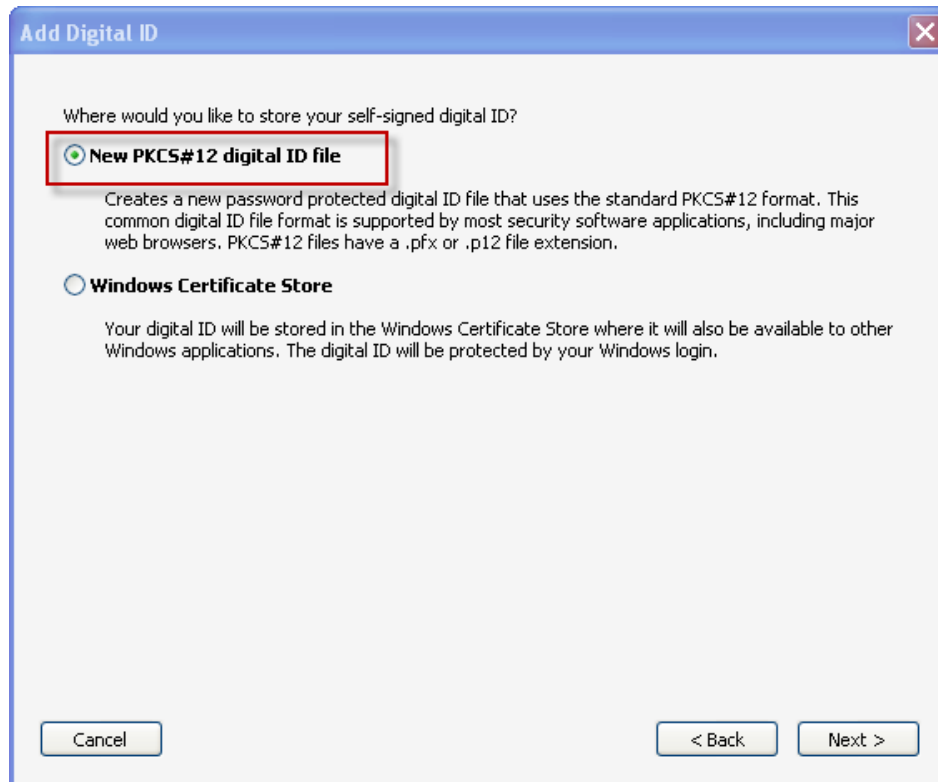 Add Digital ID
Where would you like to store your self-signed digital ID?
New PKCS#12 digital ID file
Creates a new password protected digital ID file that uses the standard PKCS#12 format. This
common digital ID file format is supported by most security software applications, including major
web browsers. PKCS#12 files have a .pfx or .p12 file extension.
Windows Certificate Store
Your digital ID will be stored in the Windows Certificate Store where it will also be available to other
Windows applications. The digital ID will be protected by your Windows login.
Cancel
< Back
Next >